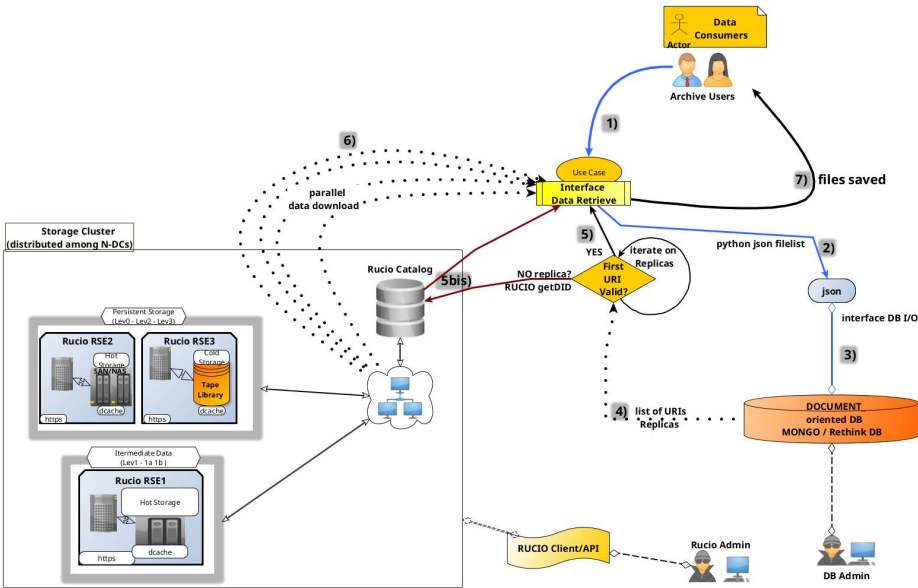 Data
Consumers
Actor
Archive Users
1)
6)
Use Case
Interface
Data Retrieve
7) files saved
parallel
data download
5)
YES
iterate on
Replicas
python json filelist
2)
Storage Cluster
(distributed among N-DCs)
Rucio Catalog
5bis)
NO replica?
RUCIO getDID
First
URI
Valid?
json
interface DB I/O
3)
Persistent Storage
(Lev0 - Lev2 - Lev3)
Rucio RSE2
Hot
Storage
SAN/NAS
https
dcache
Rucio RSE3
Cold
Storage
Tape
Library
https
dcache
4)
list of URIs
Replicas
DOCUMENT
oriented DB
MONGO / Rethink DB
Itermediate Data
(Lev1 - 1a 1b )
Rucio RSE1
Hot Storage
https
dcache
RUCIO Client/API
Rucio Admin
DB Admin